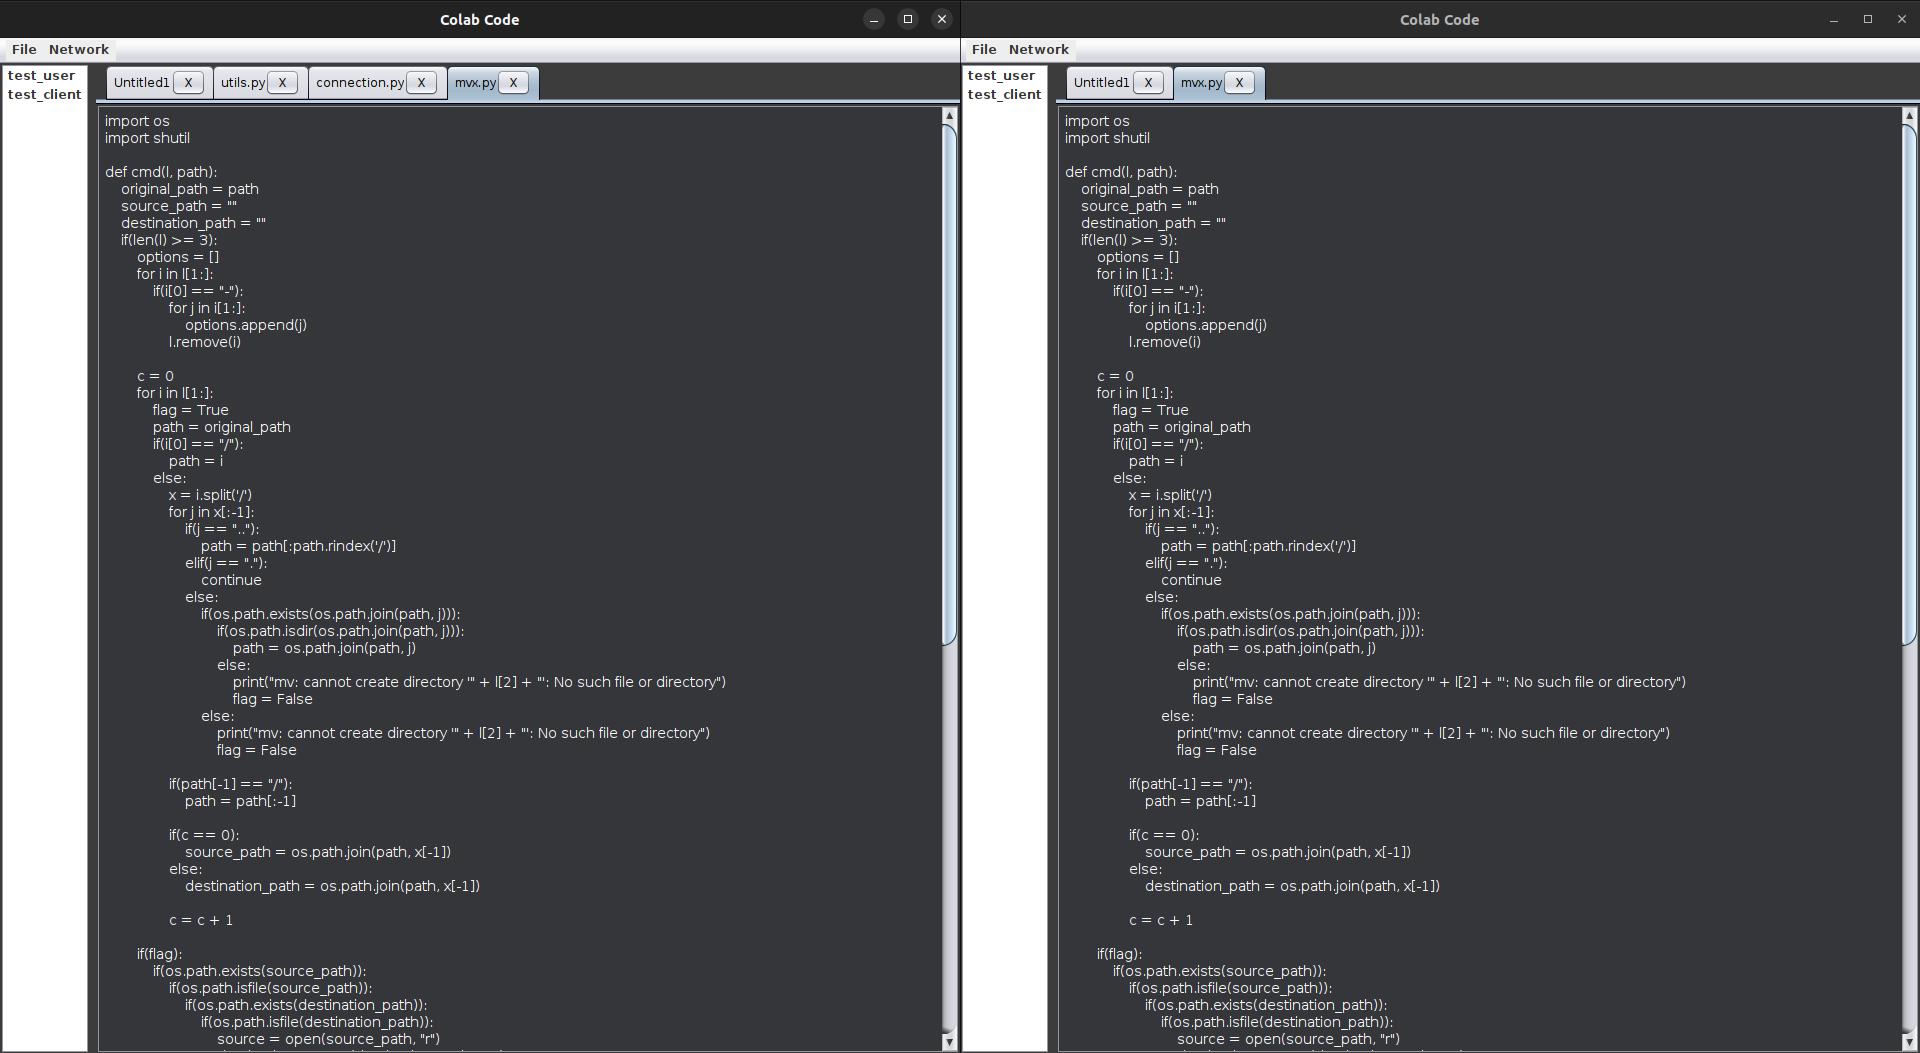 Colab Code
File Network
test_user
test_client
Untitled1 X utils.py X connection.py X mvx.py X
import os
import shutil

def cmd(l, path):
    original_path = path
    source_path = ""
    destination_path = ""
    if(len(l) >= 3):
        options = []
        for i in l[1:]:
            if(i[0] == "-"):
                for j in i[1:]:
                    options.append(j)
                l.remove(i)

        c = 0
        for i in l[1:]:
            flag = True
            path = original_path
            if(i[0] == "/"):
                path = i
            else:
                x = i.split('/')
                for j in x[:-1]:
                    if(j == ".."):
                        path = path[:path.rindex('/')]
                    elif(j == "."):
                        continue
                    else:
                        if(os.path.exists(os.path.join(path, j))):
                            if(os.path.isdir(os.path.join(path, j))):
                                path = os.path.join(path, j)
                            else:
                                print("mv: cannot create directory '" + l[2] + "': No such file or directory")
                                flag = False
                        else:
                            print("mv: cannot create directory '" + l[2] + "': No such file or directory")
                            flag = False

                if(path[-1] == "/"):
                    path = path[:-1]

                if(c == 0):
                    source_path = os.path.join(path, x[-1])
                else:
                    destination_path = os.path.join(path, x[-1])

                c = c + 1

        if(flag):
            if(os.path.exists(source_path)):
                if(os.path.isfile(source_path)):
                    if(os.path.exists(destination_path)):
                        if(os.path.isfile(destination_path)):
                            source = open(source_path, "r")
Colab Code
File Network
test_user
test_client
Untitled1 X mvx.py X
import os
import shutil

def cmd(l, path):
    original_path = path
    source_path = ""
    destination_path = ""
    if(len(l) >= 3):
        options = []
        for i in l[1:]:
            if(i[0] == "-"):
                for j in i[1:]:
                    options.append(j)
                l.remove(i)

        c = 0
        for i in l[1:]:
            flag = True
            path = original_path
            if(i[0] == "/"):
                path = i
            else:
                x = i.split('/')
                for j in x[:-1]:
                    if(j == ".."):
                        path = path[:path.rindex('/')]
                    elif(j == "."):
                        continue
                    else:
                        if(os.path.exists(os.path.join(path, j))):
                            if(os.path.isdir(os.path.join(path, j))):
                                path = os.path.join(path, j)
                            else:
                                print("mv: cannot create directory '" + l[2] + "': No such file or directory")
                                flag = False
                        else:
                            print("mv: cannot create directory '" + l[2] + "': No such file or directory")
                            flag = False

                if(path[-1] == "/"):
                    path = path[:-1]

                if(c == 0):
                    source_path = os.path.join(path, x[-1])
                else:
                    destination_path = os.path.join(path, x[-1])

                c = c + 1

        if(flag):
            if(os.path.exists(source_path)):
                if(os.path.isfile(source_path)):
                    if(os.path.exists(destination_path)):
                        if(os.path.isfile(destination_path)):
                            source = open(source_path, "r")